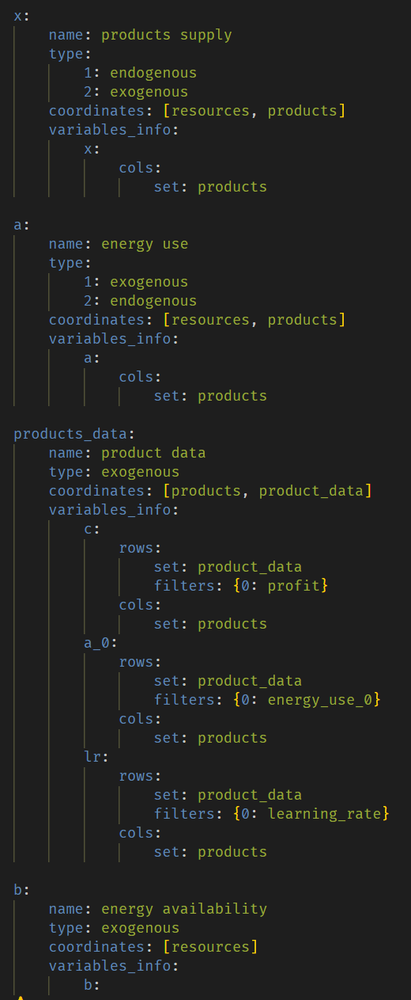 x:
    name: products supply
    type:
        1: endogenous
        2: exogenous
    coordinates: [resources, products]
    variables_info:
        x:
            cols:
                set: products

a:
    name: energy use
    type:
        1: exogenous
        2: endogenous
    coordinates: [resources, products]
    variables_info:
        a:
            cols:
                set: products

products_data:
    name: product data
    type: exogenous
    coordinates: [products, product_data]
    variables_info:
        c:
            rows:
                set: product_data
                filters: {0: profit}
            cols:
                set: products
        a_0:
            rows:
                set: product_data
                filters: {0: energy_use_0}
            cols:
                set: products
        lr:
            rows:
                set: product_data
                filters: {0: learning_rate}
            cols:
                set: products

b:
    name: energy availability
    type: exogenous
    coordinates: [resources]
    variables_info:
        b: